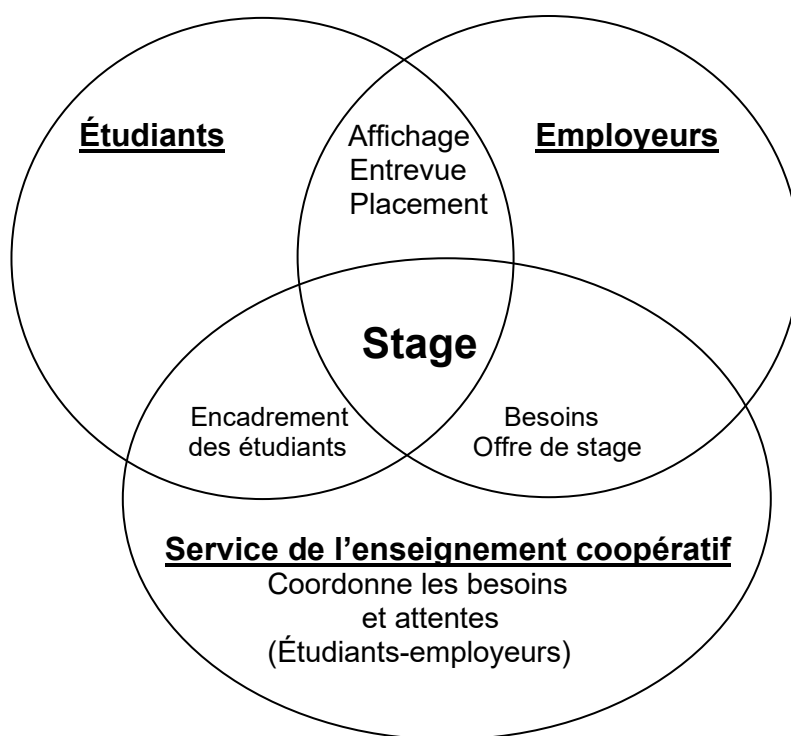 Étudiants
Affichage
Entrevue
Placement
Employeurs
Stage
Encadrement
des étudiants
Besoins
Offre de stage
Service de l’enseignement coopératif
Coordonne les besoins
et attentes
(Étudiants-employeurs)